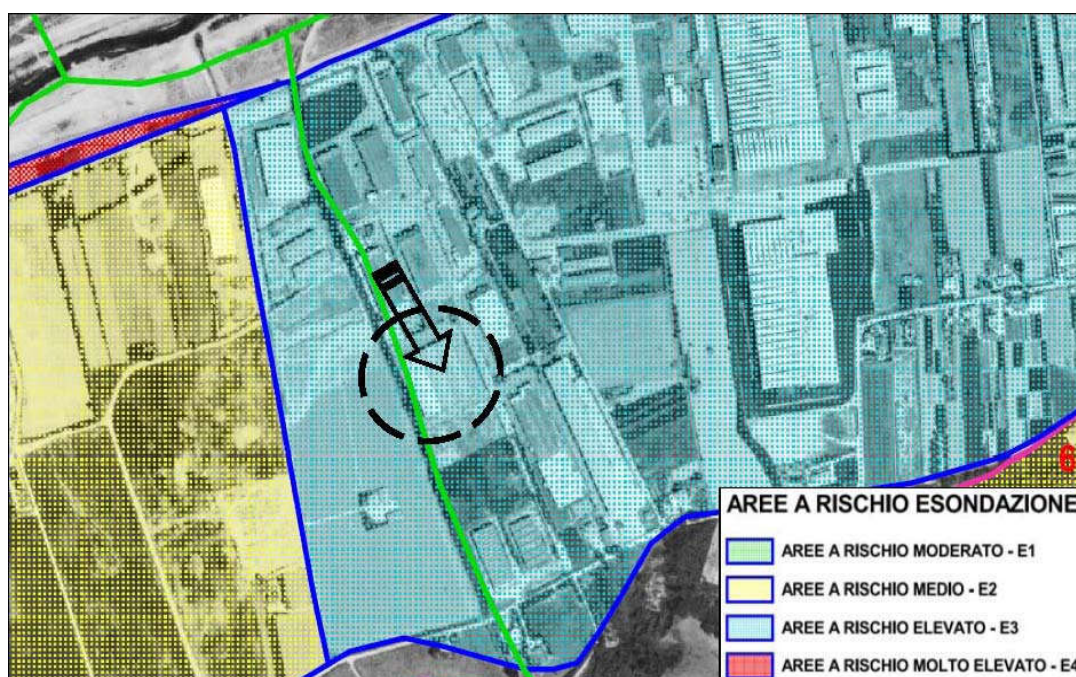 6
AREE A RISCHIO ESONDAZIONE
AREE A RISCHIO MODERATO - E1
AREE A RISCHIO MEDIO - E2
AREE A RISCHIO ELEVATO - E3
AREE A RISCHIO MOLTO ELEVATO - E4